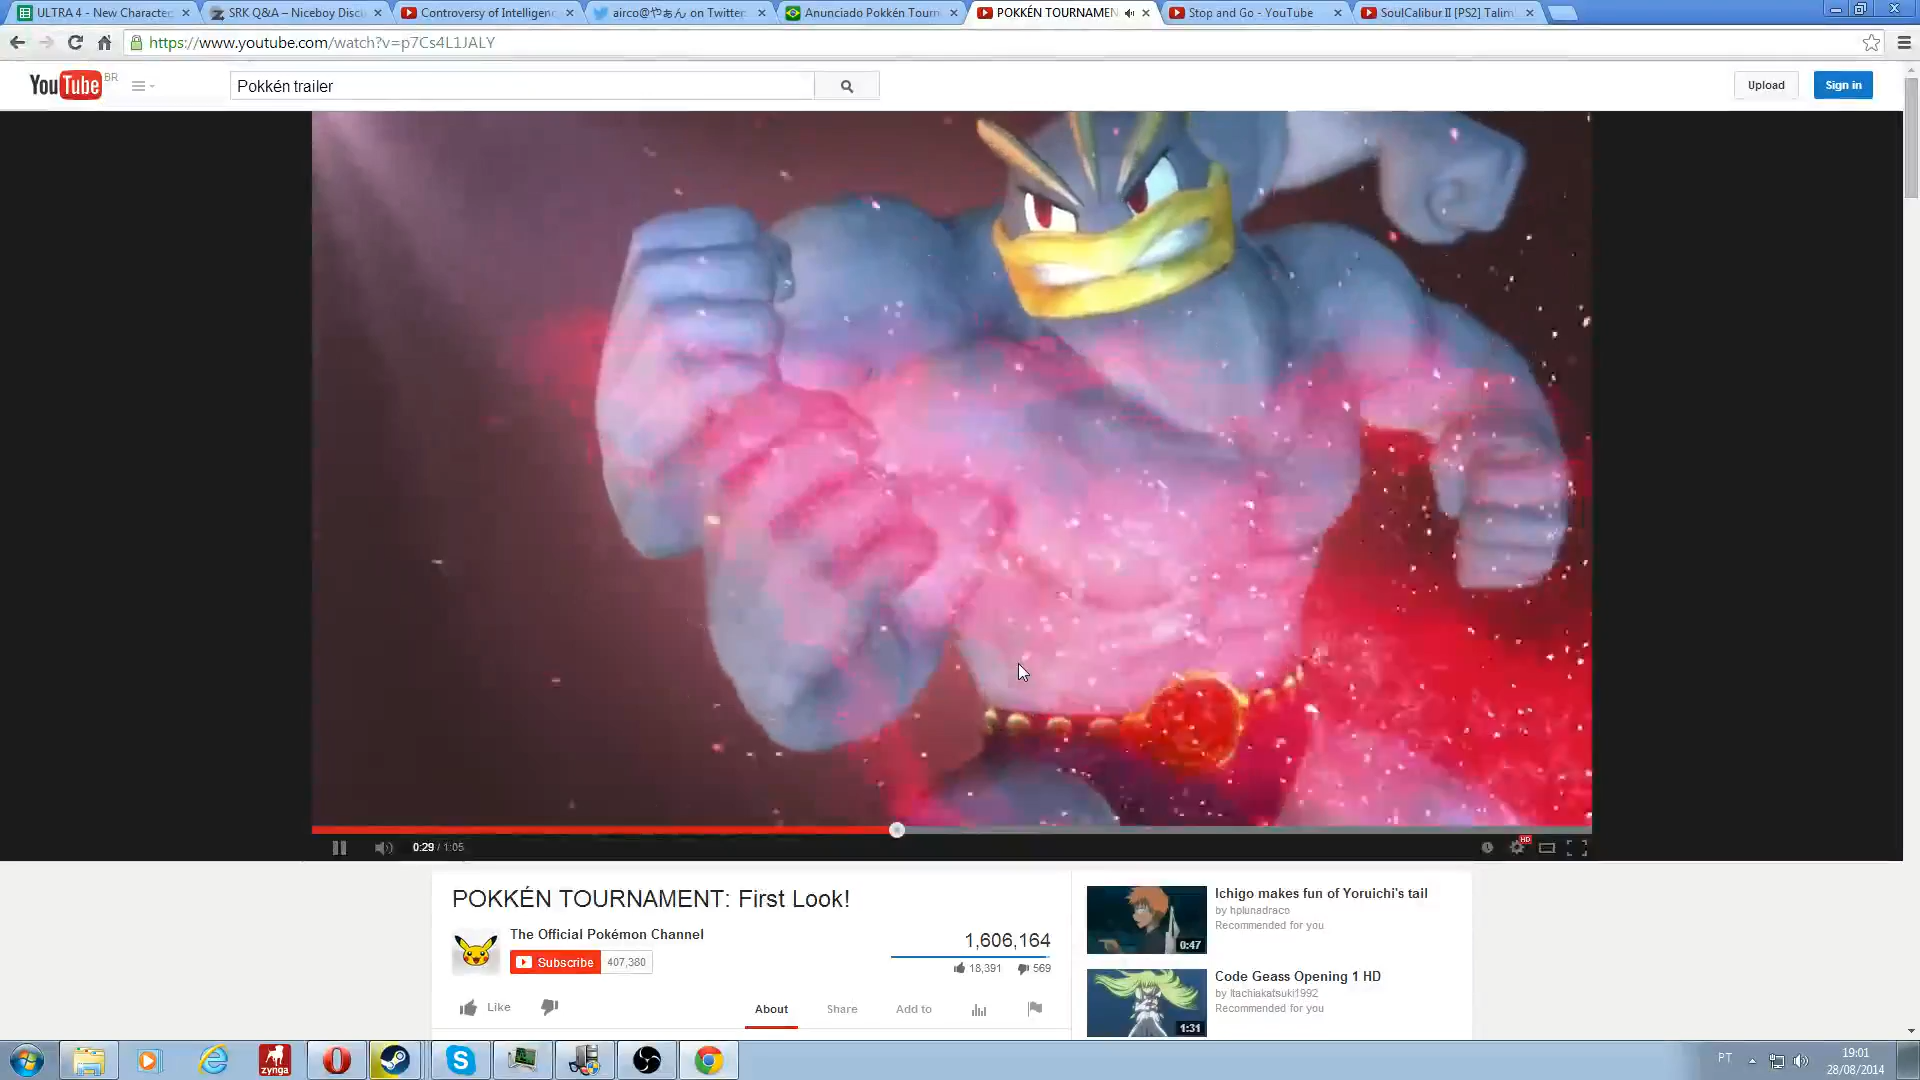 ULTRA 4 - New Character
SRK Q&A – Niceboy Discu
Controversy of Intelligenc
airco@やぁん on Twitter
Anunciado Pokkén Tourn
POKKÉN TOURNAMEN
Stop and Go - YouTube
SoulCalibur II [PS2] Talim
https://www.youtube.com/watch?v=p7Cs4L1JALY
YouTube BR
Pokkén trailer
Upload
Sign in
0:29 / 1:05
HD
POKKÉN TOURNAMENT: First Look!
The Official Pokémon Channel
Subscribe 407,380
1,606,164
18,391 569
Like
About
Share
Add to
Ichigo makes fun of Yoruichi's tail
by hplunadraco
Recommended for you
0:47
Code Geass Opening 1 HD
by Itachiakatsuki1992
Recommended for you
1:31
zynga
PT
19:01
28/08/2014